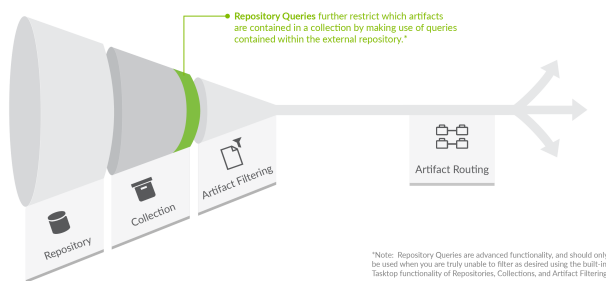 Repository Queries further restrict which artifacts
are contained in a collection by making use of queries
contained within the external repository.*
Repository
Collection
Artifact Filtering
Artifact Routing
*Note: Repository Queries are advanced functionality, and should only
be used when you are truly unable to filter as desired using the built-in
Tasktop functionality of Repositories, Collections, and Artifact Filtering